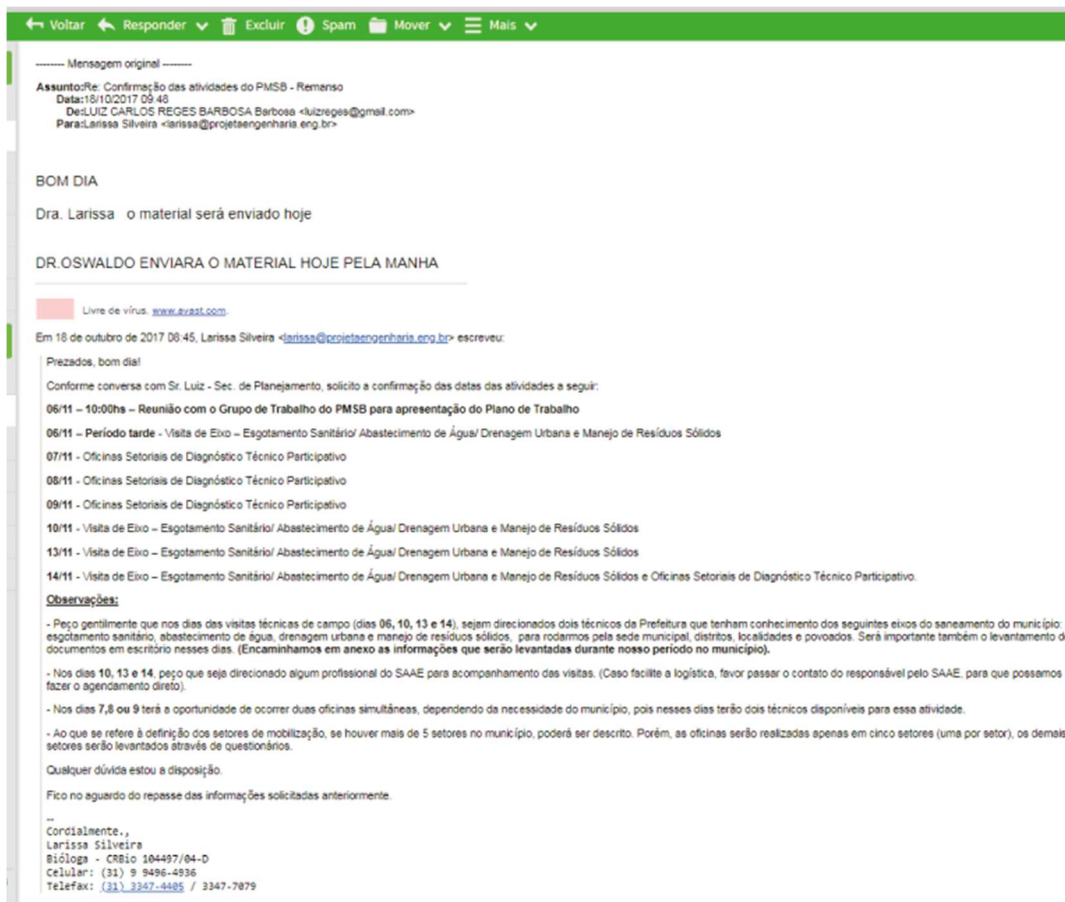 Voltar Responder Excluir Spam Mover Mais
-------- Mensagem original --------
Assunto:Re: Confirmação das atividades do PMSB - Remanso
Data:18/10/2017 09:48
De:LUIZ CARLOS REGES BARBOSA Barbosa <luizreges@gmail.com>
Para:Larissa Silveira <larissa@projetaengenharia.eng.br>
BOM DIA
Dra. Larissa o material será enviado hoje
DR.OSWALDO ENVIARA O MATERIAL HOJE PELA MANHA
Livre de vírus. www.avast.com.
Em 18 de outubro de 2017 08:45, Larissa Silveira <larissa@projetaengenharia.eng.br> escreveu:
Prezados, bom dia!
Conforme conversa com Sr. Luiz - Sec. de Planejamento, solicito a confirmação das datas das atividades a seguir:
06/11 – 10:00hs – Reunião com o Grupo de Trabalho do PMSB para apresentação do Plano de Trabalho
06/11 – Período tarde - Visita de Eixo – Esgotamento Sanitário/ Abastecimento de Água/ Drenagem Urbana e Manejo de Resíduos Sólidos
07/11 - Oficinas Setoriais de Diagnóstico Técnico Participativo
08/11 - Oficinas Setoriais de Diagnóstico Técnico Participativo
09/11 - Oficinas Setoriais de Diagnóstico Técnico Participativo
10/11 - Visita de Eixo – Esgotamento Sanitário/ Abastecimento de Água/ Drenagem Urbana e Manejo de Resíduos Sólidos
13/11 - Visita de Eixo – Esgotamento Sanitário/ Abastecimento de Água/ Drenagem Urbana e Manejo de Resíduos Sólidos
14/11 - Visita de Eixo – Esgotamento Sanitário/ Abastecimento de Água/ Drenagem Urbana e Manejo de Resíduos Sólidos e Oficinas Setoriais de Diagnóstico Técnico Participativo.
Observações:
- Peço gentilmente que nos dias das visitas técnicas de campo (dias 06, 10, 13 e 14), sejam direcionados dois técnicos da Prefeitura que tenham conhecimento dos seguintes eixos do saneamento do município:
esgotamento sanitário, abastecimento de água, drenagem urbana e manejo de resíduos sólidos, para rodarmos pela sede municipal, distritos, localidades e povoados. Será importante também o levantamento d
documentos em escritório nesses dias. (Encaminhamos em anexo as informações que serão levantadas durante nosso período no município).
- Nos dias 10, 13 e 14, peço que seja direcionado algum profissional do SAAE para acompanhamento das visitas. (Caso facilite a logística, favor passar o contato do responsável pelo SAAE, para que possamos
fazer o agendamento direto).
- Nos dias 7,8 ou 9 terá a oportunidade de ocorrer duas oficinas simultâneas, dependendo da necessidade do município, pois nesses dias terão dois técnicos disponíveis para essa atividade.
- Ao que se refere à definição dos setores de mobilização, se houver mais de 5 setores no município, poderá ser descrito. Porém, as oficinas serão realizadas apenas em cinco setores (uma por setor), os demais
setores serão levantados através de questionários.
Qualquer dúvida estou a disposição.
Fico no aguardo do repasse das informações solicitadas anteriormente.
--
Cordialmente.,
Larissa Silveira
Bióloga - CRBio 104497/04-D
Celular: (31) 9 9496-4936
Telefax: (31) 3347-4405 / 3347-7079